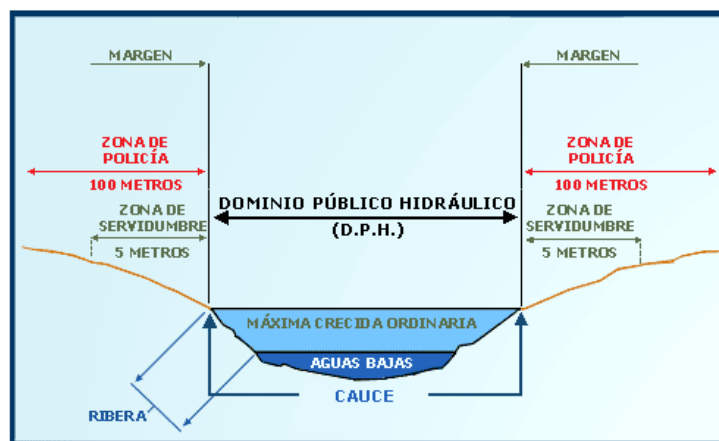 MARGEN
MARGEN
ZONA DE
POLICÍA
100 METROS
ZONA DE
POLICÍA
100 METROS
DOMINIO PÚBLICO HIDRÁULICO
(D.P.H.)
ZONA DE
SERVIDUMBRE
5 METROS
ZONA DE
SERVIDUMBRE
5 METROS
MÁXIMA CRECIDA ORDINARIA
AGUAS BAJAS
CAUCE
RIBERA